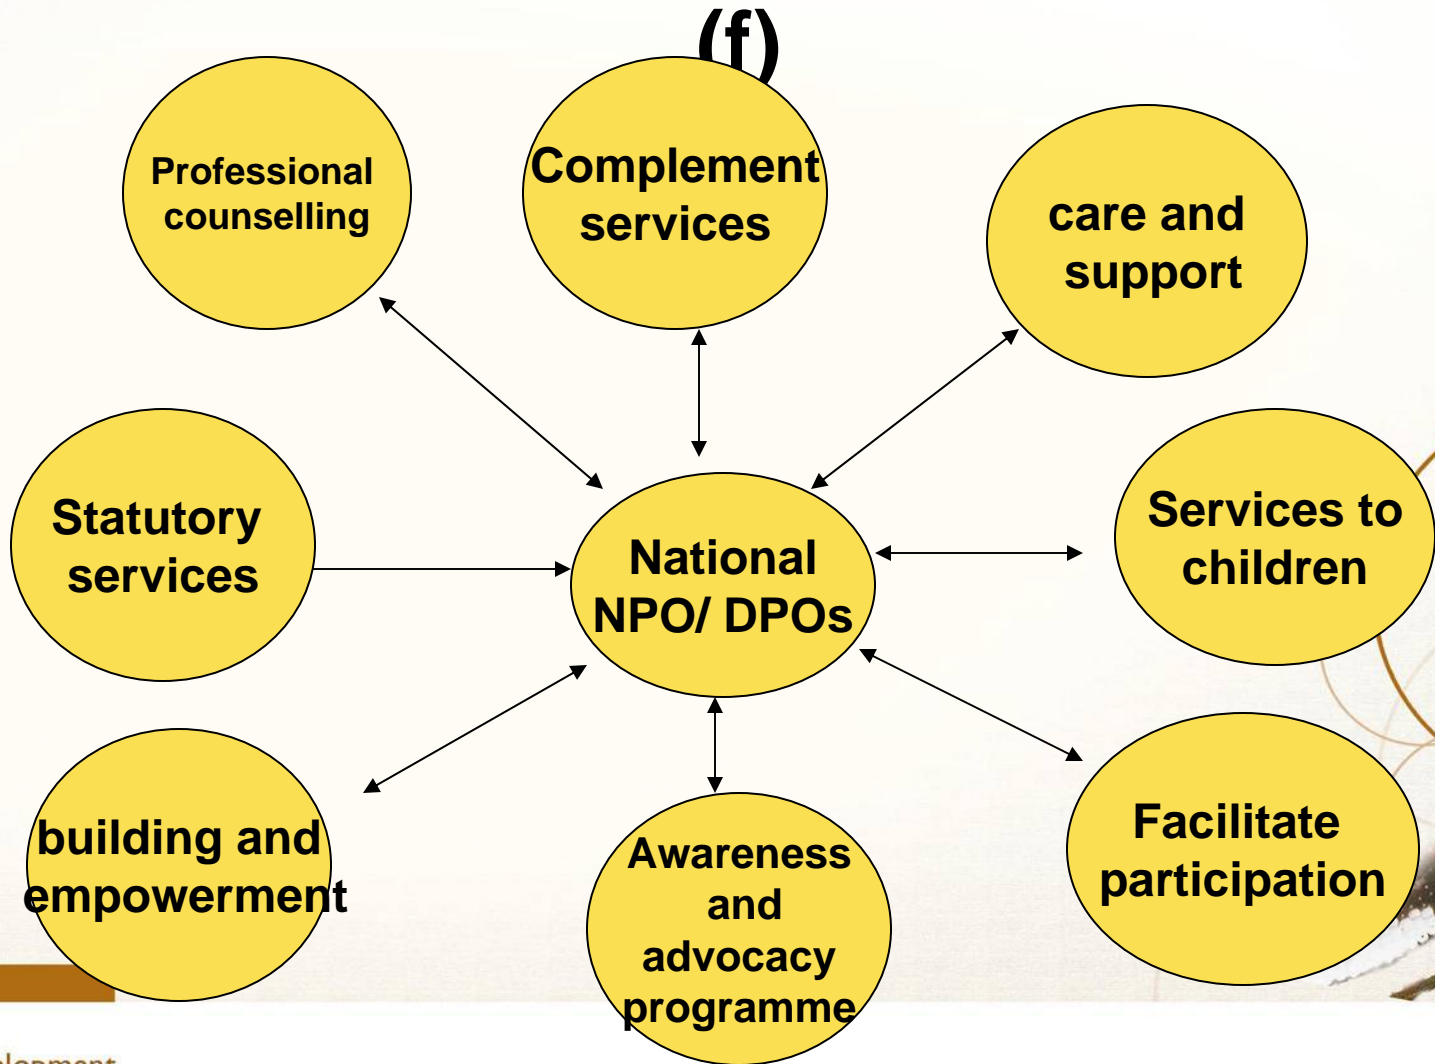 (f)
Professional
counselling
Complement
services
care and
support
Statutory
services
National
NPO/ DPOs
Services to
children
building and
empowerment
Awareness
and
advocacy
programme
Facilitate
participation